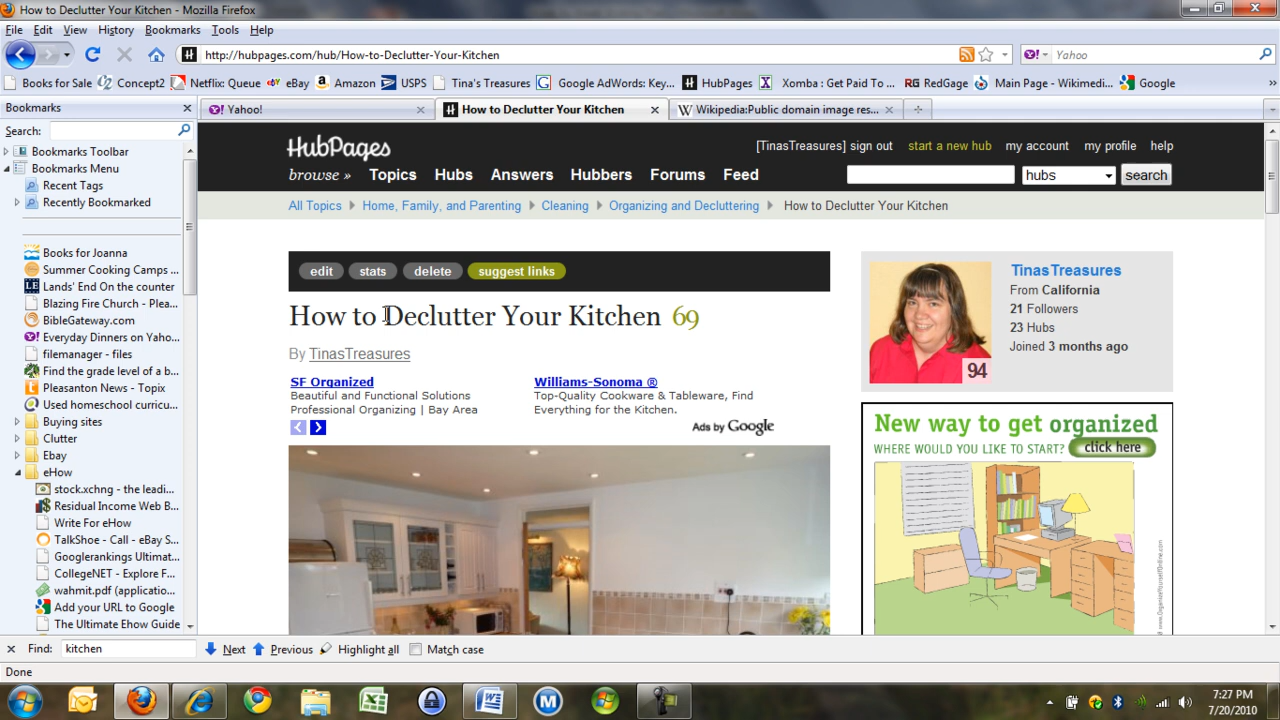 How to Declutter Your Kitchen - Mozilla Firefox
File Edit View History Bookmarks Tools Help
http://hubpages.com/hub/How-to-Declutter-Your-Kitchen
Yahoo
Books for Sale Concept2 Netflix: Queue eBay Amazon USPS Tina's Treasures Google AdWords: Key... HubPages Xomba : Get Paid To ... RG RedGage Main Page - Wikimedi... Google »
Bookmarks
Yahoo! How to Declutter Your Kitchen Wikipedia:Public domain image res...
Search:
Bookmarks Toolbar
Bookmarks Menu
Recent Tags
Recently Bookmarked
Books for Joanna
Summer Cooking Camps ...
Lands' End On the counter
Blazing Fire Church - Plea...
BibleGateway.com
Everyday Dinners on Yaho...
filemanager - files
Find the grade level of a b...
Pleasanton News - Topix
Used homeschool curricu...
Buying sites
Clutter
Ebay
eHow
stock.xchng - the leadi...
Residual Income Web B...
Write For eHow
TalkShoe - Call - eBay S...
Googlerankings Ultimat...
CollegeNET - Explore F...
wahmit.pdf (applicatio...
Add your URL to Google
The Ultimate Ehow Guide
HubPages
[TinasTreasures] sign out start a new hub my account my profile help
browse » Topics Hubs Answers Hubbers Forums Feed
hubs search
All Topics Home, Family, and Parenting Cleaning Organizing and Decluttering How to Declutter Your Kitchen
edit stats delete suggest links
How to Declutter Your Kitchen 69
By TinasTreasures
SF Organized
Beautiful and Functional Solutions
Professional Organizing | Bay Area
Williams-Sonoma ®
Top-Quality Cookware & Tableware, Find
Everything for the Kitchen.
Ads by Google
TinasTreasures
From California
21 Followers
23 Hubs
Joined 3 months ago
94
New way to get organized
WHERE WOULD YOU LIKE TO START? click here
www.OrganizeYourselfOnline.com
Find: kitchen Next Previous Highlight all Match case
Done
7:27 PM
7/20/2010